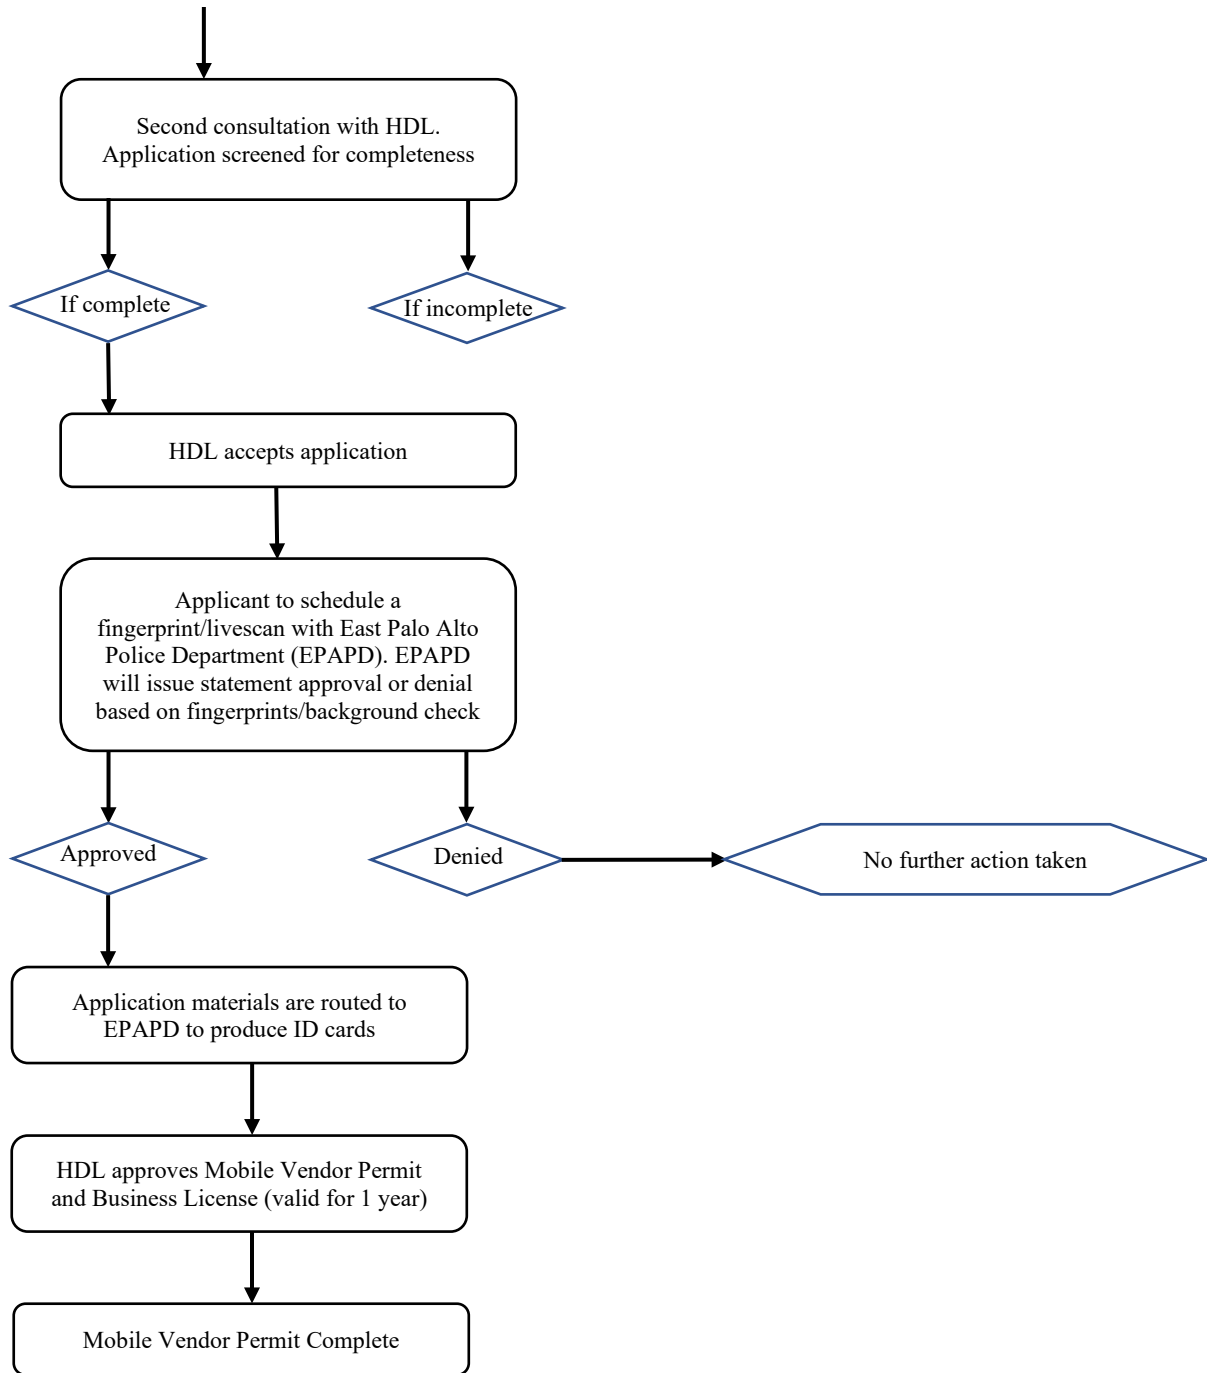 Second consultation with HDL.
Application screened for completeness
If complete
If incomplete
HDL accepts application
Applicant to schedule a
fingerprint/livescan with East Palo Alto
Police Department (EPAPD). EPAPD
will issue statement approval or denial
based on fingerprints/background check
Approved
Denied
No further action taken
Application materials are routed to
EPAPD to produce ID cards
HDL approves Mobile Vendor Permit
and Business License (valid for 1 year)
Mobile Vendor Permit Complete